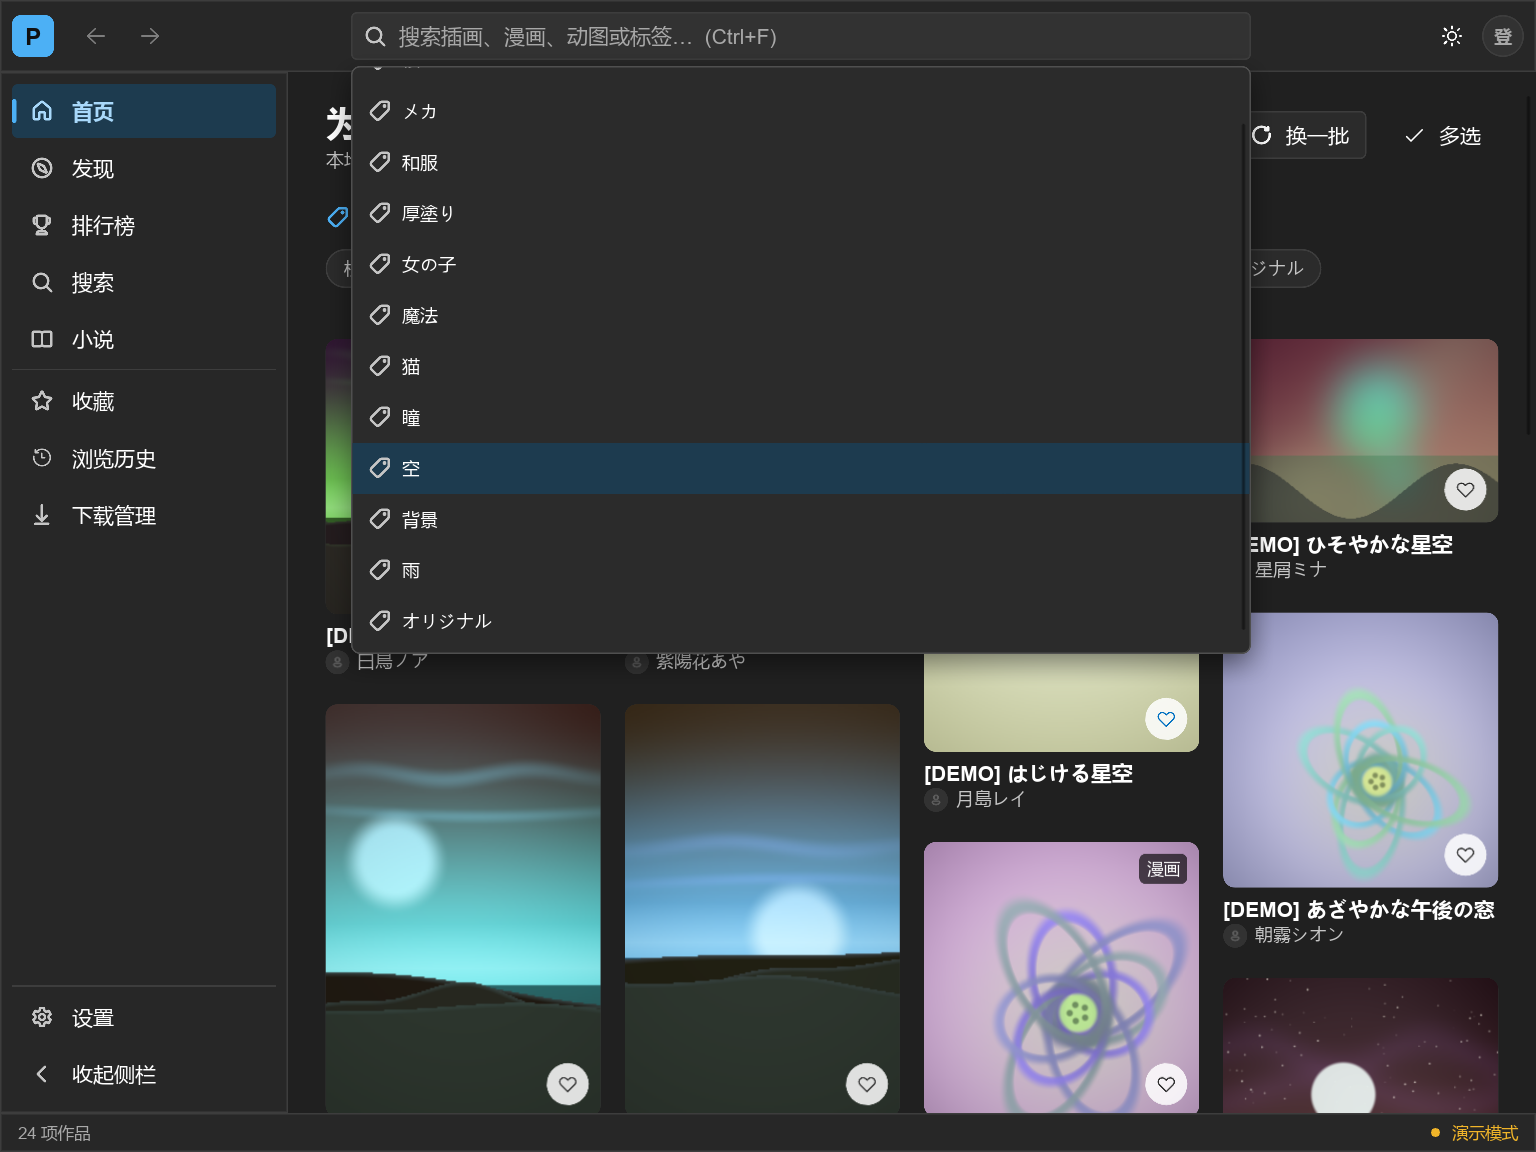 P
搜索插画、漫画、动图或标签… (Ctrl+F)
登
首页
发现
排行榜
搜索
小说
收藏
浏览历史
下载管理
设置
收起侧栏
换一批
多选
メカ
和服
厚塗り
女の子
魔法
猫
瞳
空
背景
雨
オリジナル
ジナル
EMO] ひそやかな星空
星屑ミナ
[D
白鳥ノア
紫陽花あや
[DEMO] はじける星空
月島レイ
漫画
[DEMO] あざやかな午後の窓
朝霧シオン
24 项作品
演示模式